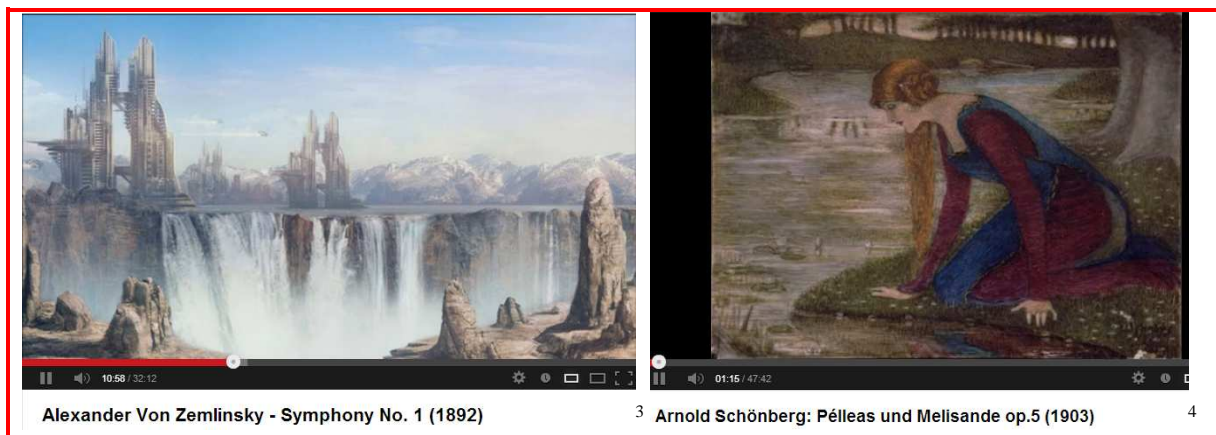 10:58 / 32:12
Alexander Von Zemlinsky - Symphony No. 1 (1892)
3
01:15 / 47:42
Arnold Schönberg: Pélleas und Melisande op.5 (1903)
4